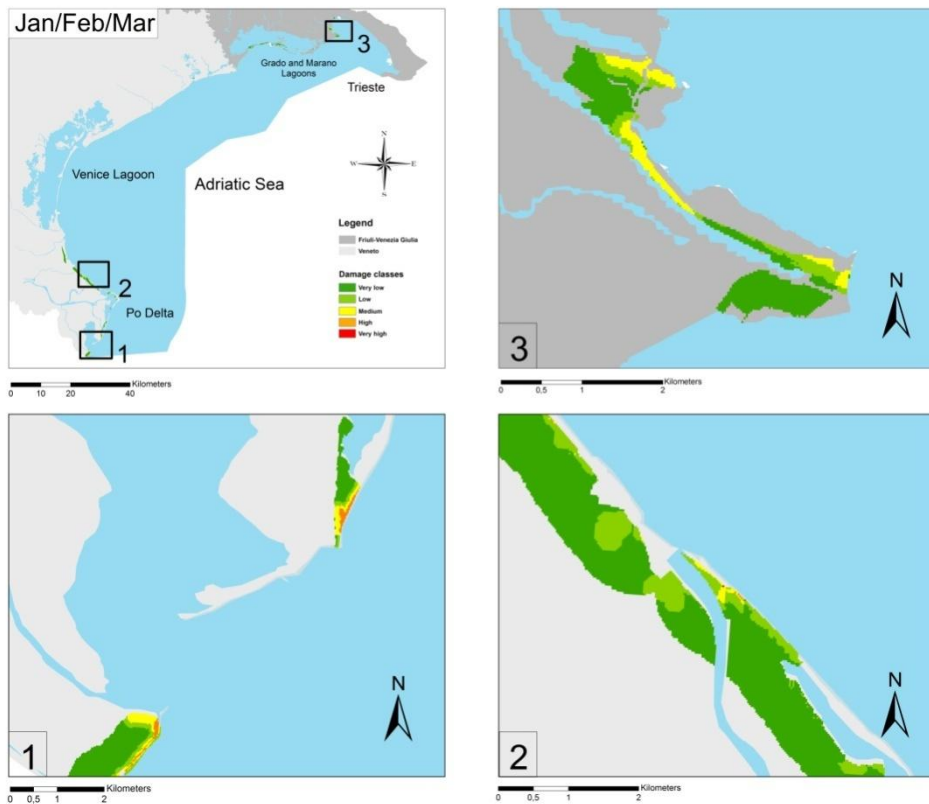 Jan/Feb/Mar
3
Grado and Marano
Lagoons
Trieste
N
W E
S
Venice Lagoon
Adriatic Sea
Legend
Friuli-Venezia Giulia
Veneto
Damage classes
Very low
Low
Medium
High
Very high
2
Po Delta
1
Kilometers
0 10 20 40
N
3
Kilometers
0 0,5 1 2
N
1
Kilometers
0 0,5 1 2
N
2
Kilometers
0 0,5 1 2